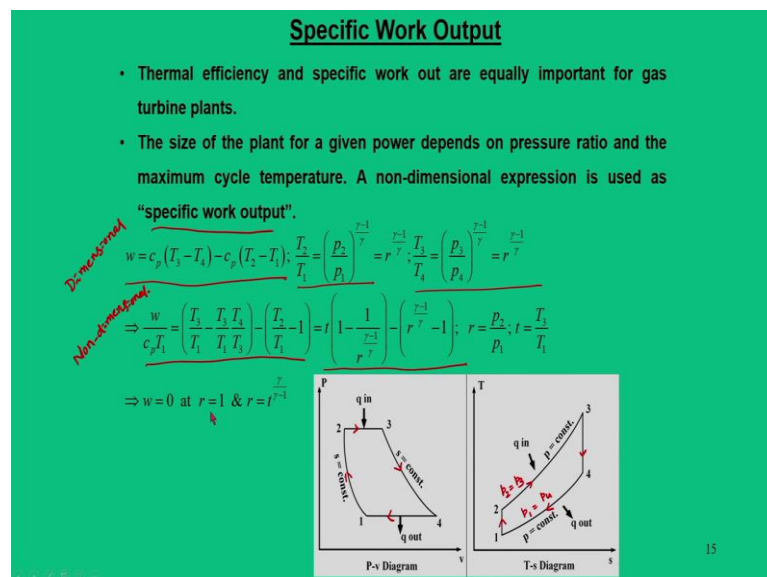 Specific Work Output
• Thermal efficiency and specific work out are equally important for gas
turbine plants.
• The size of the plant for a given power depends on pressure ratio and the
maximum cycle temperature. A non-dimensional expression is used as
“specific work output”.
Dimensional
w = c_p(T_3 − T_4) − c_p(T_2 − T_1); T_2/T_1 = (p_2/p_1)^((γ−1)/γ) = r^((γ−1)/γ); T_3/T_4 = (p_3/p_4)^((γ−1)/γ) = r^((γ−1)/γ)
Non-dimensional.
⇒ w/(c_pT_1) = (T_3/T_1 − T_3/T_1 T_4/T_3) − (T_2/T_1 − 1) = t(1 − 1/r^((γ−1)/γ)) − (r^((γ−1)/γ) − 1); r = p_2/p_1; t = T_3/T_1
⇒ w = 0 at r = 1 & r = t^(γ/(γ−1))
P
q in
2
3
s = const.
s = const.
1
4
q out
v
P-v Diagram
T
3
q in
p = const.
p2 = p3
4
2
p1 = p4
1
p = const.
q out
s
T-s Diagram
15